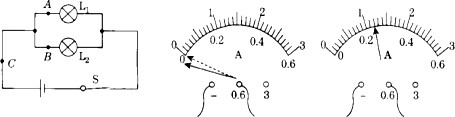 A L₁
B L₂
C
S
0 1 2 3
0 0.2 0.4 0.6
A
- 0.6 3
0 1 2 3
0 0.2 0.4 0.6
A
- 0.6 3